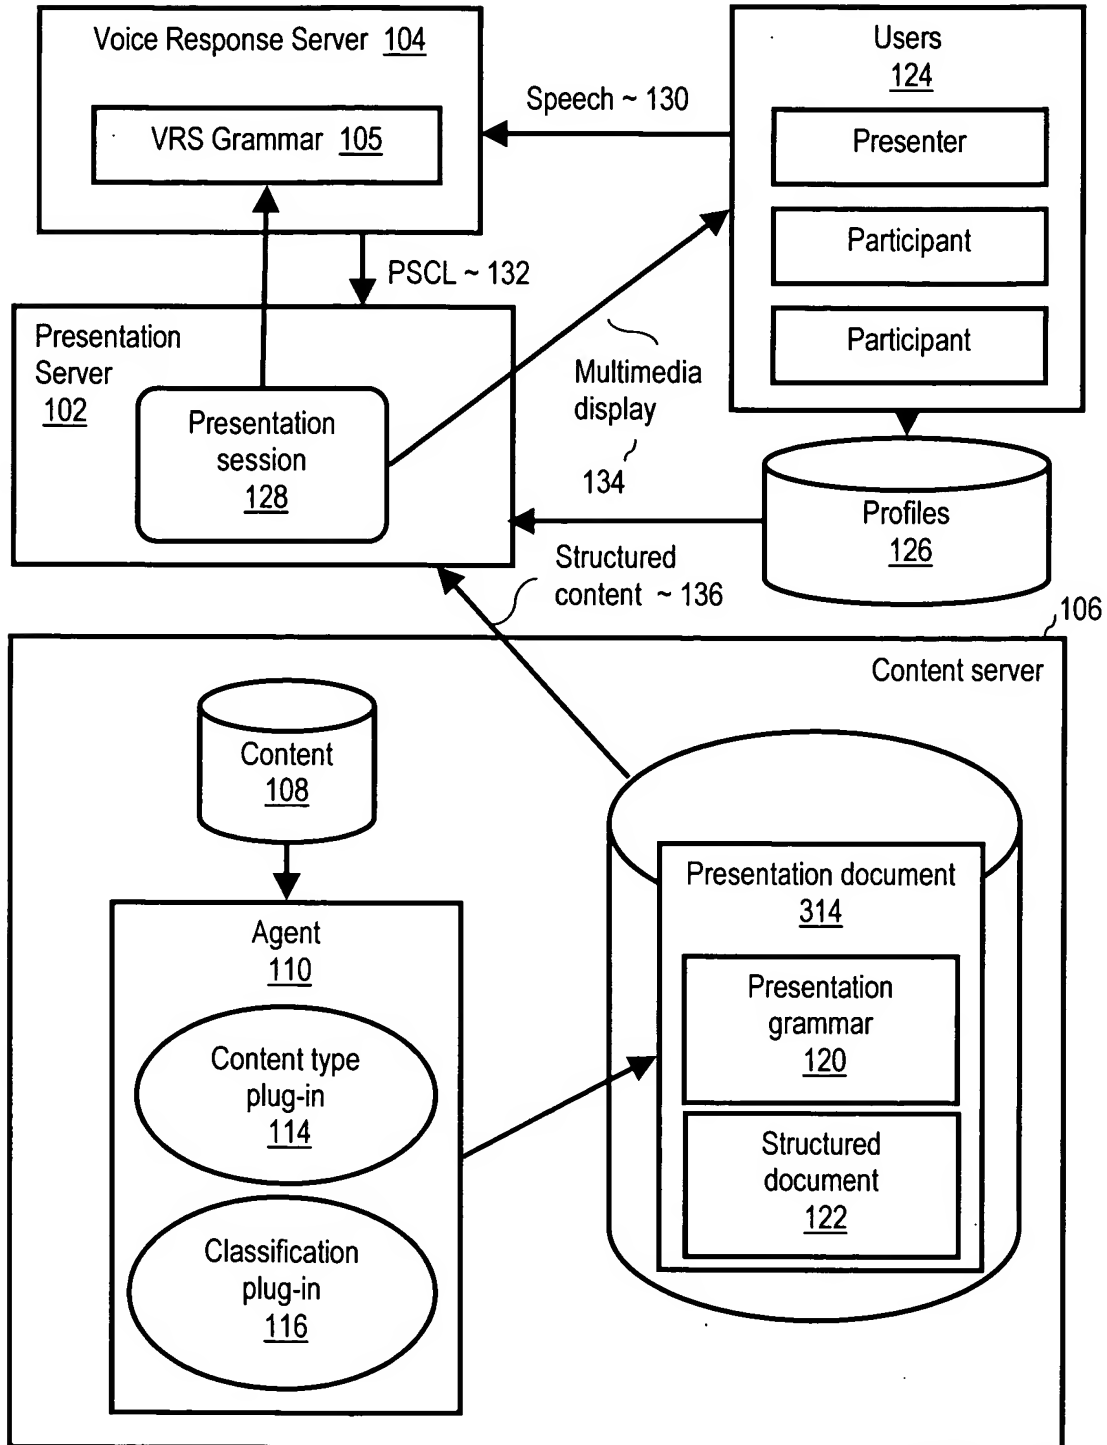 Voice Response Server 104
VRS Grammar 105
Speech ~ 130
Users
124
Presenter
Participant
Participant
PSCL ~ 132
Presentation
Server
102
Presentation
session
128
Multimedia
display
134
Profiles
126
Structured
content ~ 136
106
Content server
Content
108
Agent
110
Content type
plug-in
114
Classification
plug-in
116
Presentation document
314
Presentation
grammar
120
Structured
document
122